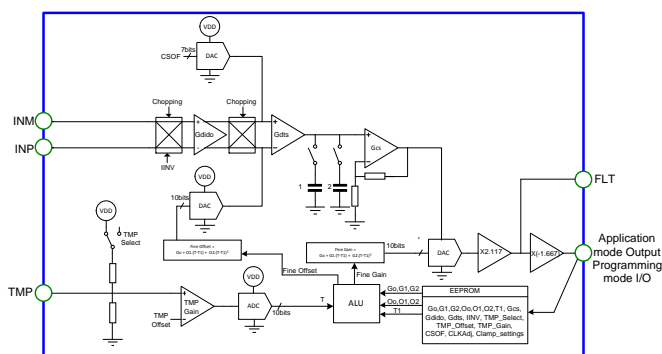 VDD
7bits
CSOF
DAC
Chopping
Chopping
INM
INP
Gdido
Gdts
Gcs
IINV
1
2
VDD
10bits
DAC
FLT
VDD
TMP
Select
Fine Offset =
Oo + O1.(T-T1) + O2.(T-T1)²
Fine Gain =
Go + G1.(T-T1) + G2.(T-T1)²
10bits
DAC
X2.117
X(-1.667)
Application
mode Output
Programming
mode I/O
Fine Offset
Fine Gain
VDD
TMP
TMP
Gain
TMP
Offset
ADC
10bits
T
ALU
Go,G1,G2
Oo,O1,O2
T1
EEPROM
Go,G1,G2,Oo,O1,O2,T1, Gcs,
Gdido, Gdts, IINV, TMP_Select,
TMP_Offset, TMP_Gain,
CSOF, CLKAdj, Clamp_settings